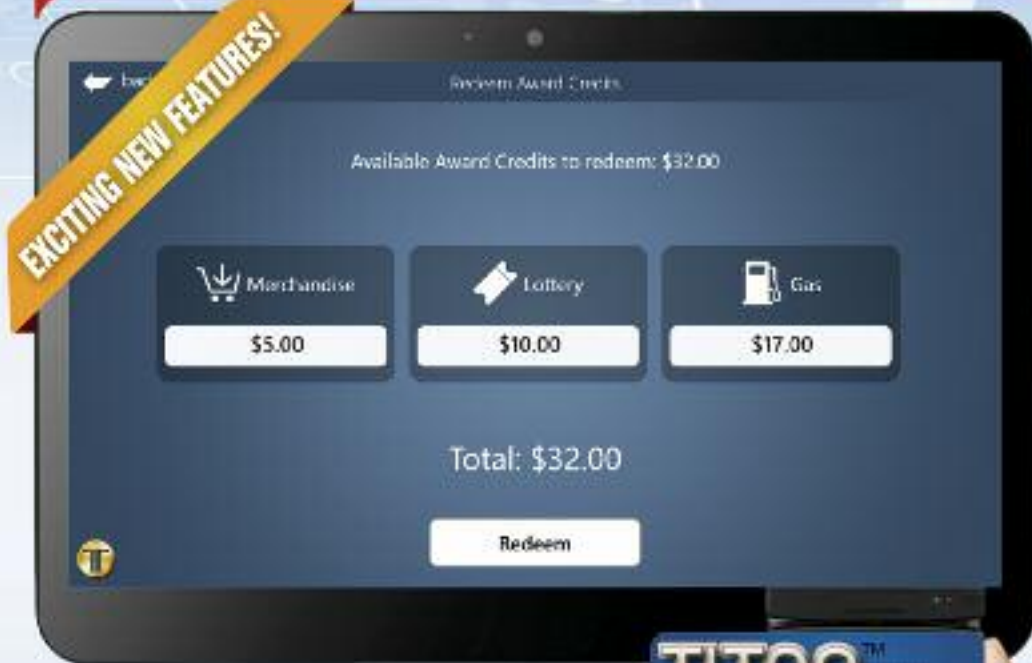 EXCITING NEW FEATURES!
Redeem Award Credits
Available Award Credits to redeem: $32.00
Merchandise
$5.00
Lottery
$10.00
Gas
$17.00
Total: $32.00
Redeem
T
TM